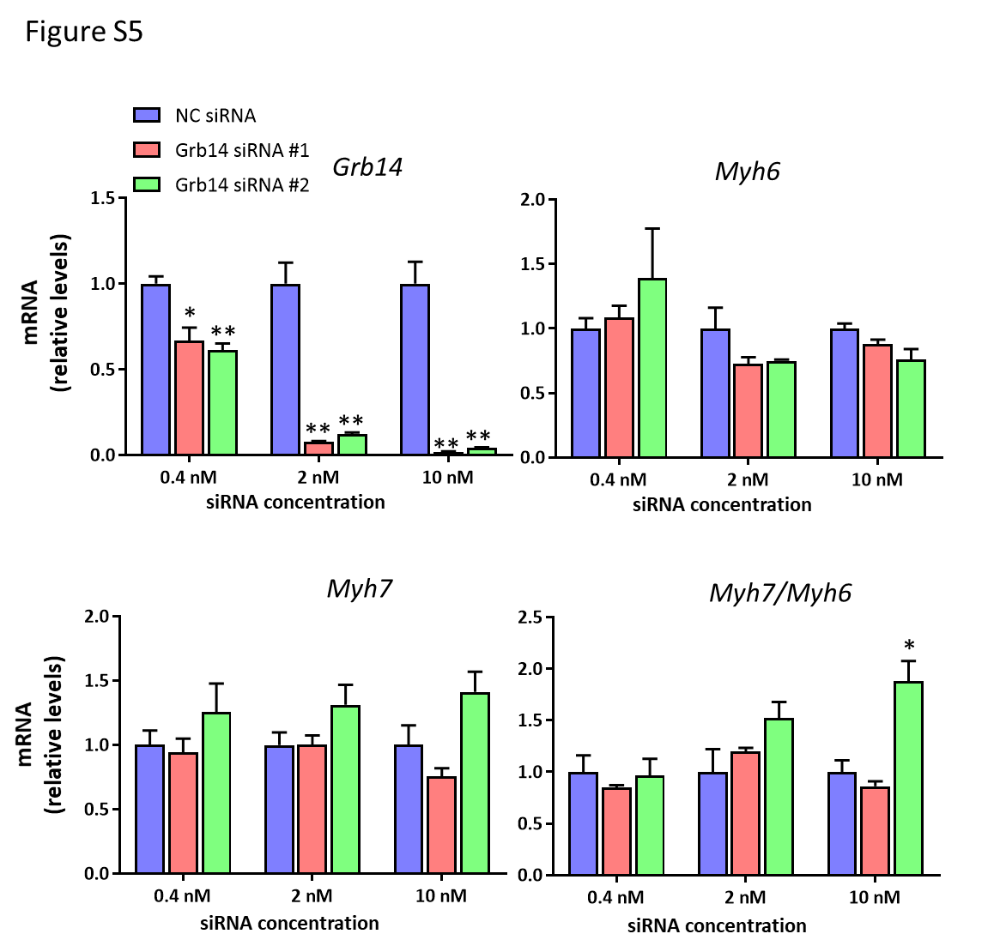 Figure S5
NC siRNA
Grb14 siRNA #1
Grb14 siRNA #2
Grb14
mRNA
(relative levels)
1.5
1.0
0.5
0.0
*
**
**
**
**
**
0.4 nM
2 nM
10 nM
siRNA concentration
Myh6
2.0
1.5
1.0
0.5
0.0
0.4 nM
2 nM
10 nM
siRNA concentration
Myh7
mRNA
(relative levels)
2.0
1.5
1.0
0.5
0.0
0.4 nM
2 nM
10 nM
siRNA concentration
Myh7/Myh6
2.5
2.0
1.5
1.0
0.5
0.0
*
0.4 nM
2 nM
10 nM
siRNA concentration